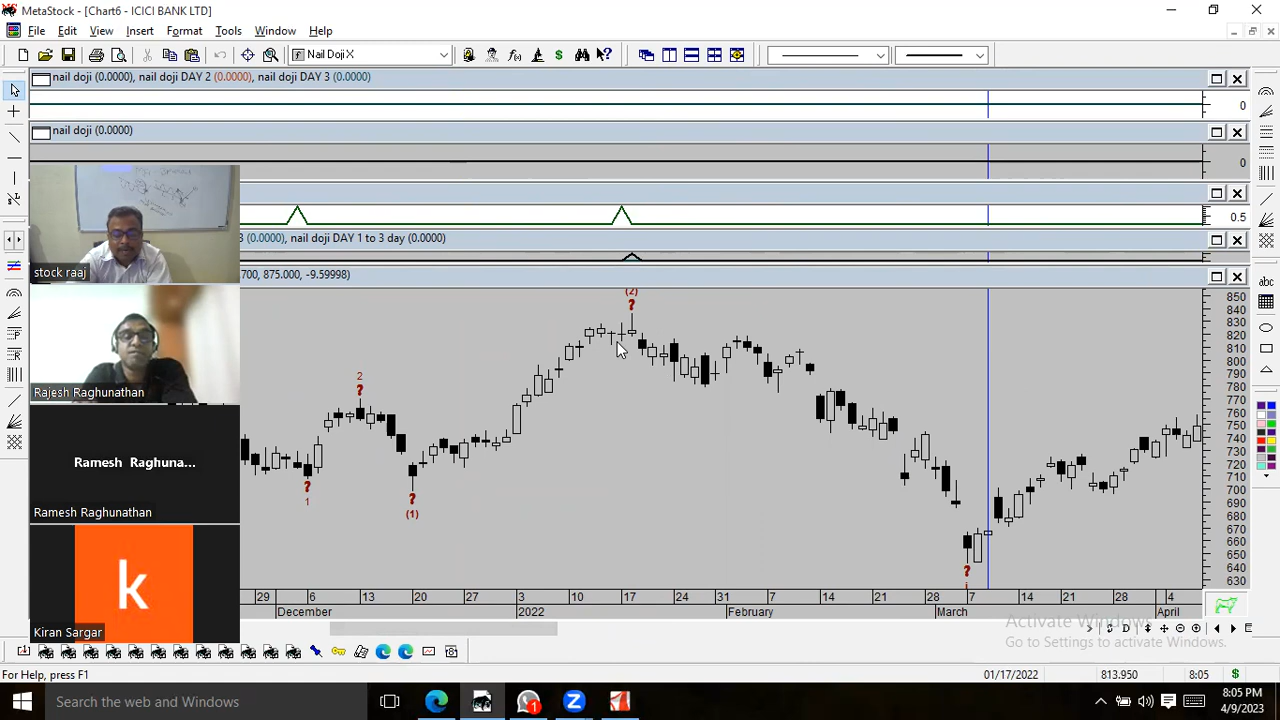 MetaStock - [Chart6 - ICICI BANK LTD]
File Edit View Insert Format Tools Window Help
Nail Doji X
nail doji (0.0000), nail doji DAY 2 (0.0000), nail doji DAY 3 (0.0000)
0
nail doji (0.0000)
0
0.5
3 (0.0000), nail doji DAY 1 to 3 day (0.0000)
700, 875.000, -9.59998)
stock raaj
Rajesh Raghunathan
Ramesh Raghuna...
Ramesh Raghunathan
k
Kiran Sargar
(2)
?
2
?
?
1
?
(1)
?
i
850
840
830
820
810
800
790
780
770
760
750
740
730
720
710
700
690
680
670
660
650
640
630
29 6 13 20 27 3 10 17 24 31 7 14 21 28 7 14 21 28 4
December 2022 February March April
Activate Windows
Go to Settings to activate Windows.
abc
For Help, press F1
01/17/2022 813.950 8:05
Search the web and Windows
1
8:05 PM
4/9/2023